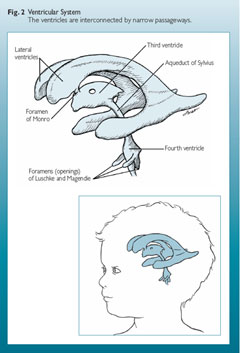 Fig. 2 Ventricular System
The ventricles are interconnected by narrow passageways.
Lateral
ventricles
Third ventricle
Aqueduct of Sylvius
Foramen
of Monro
Fourth ventricle
Foramens (openings)
of Luschke and Magendie